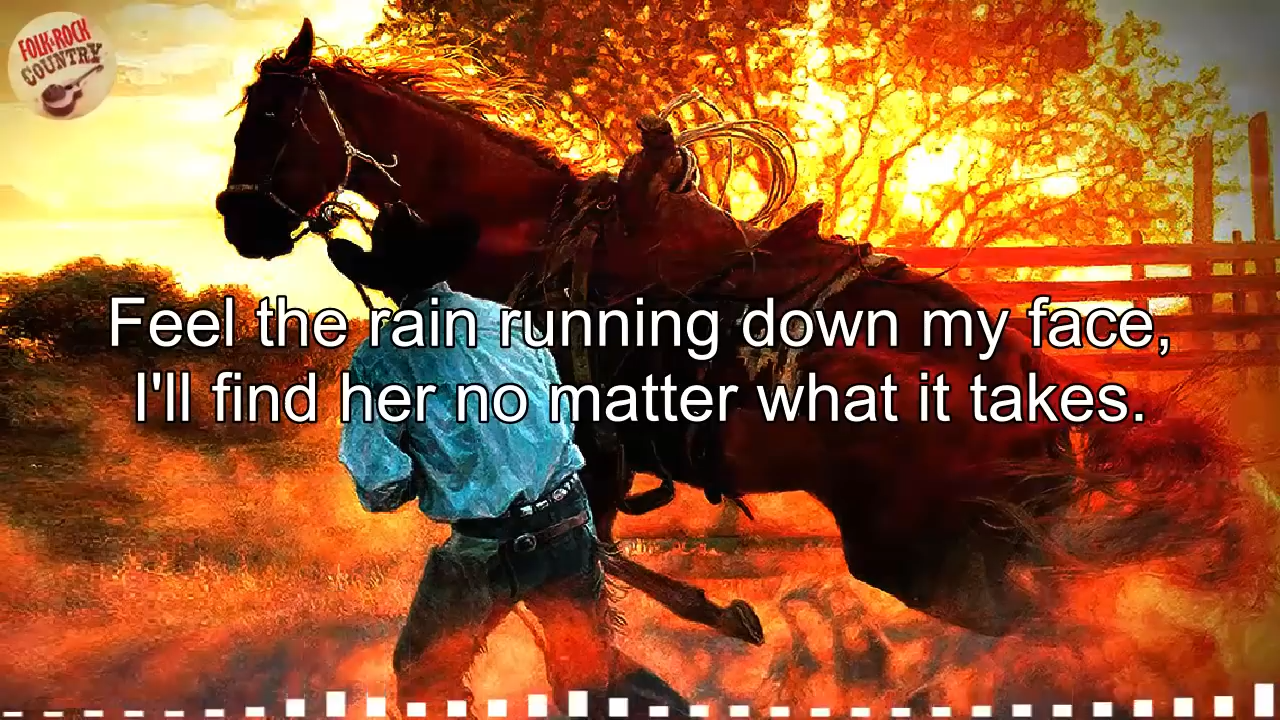 FOLK-ROCK
COUNTRY
Feel the rain running down my face,
I'll find her no matter what it takes.